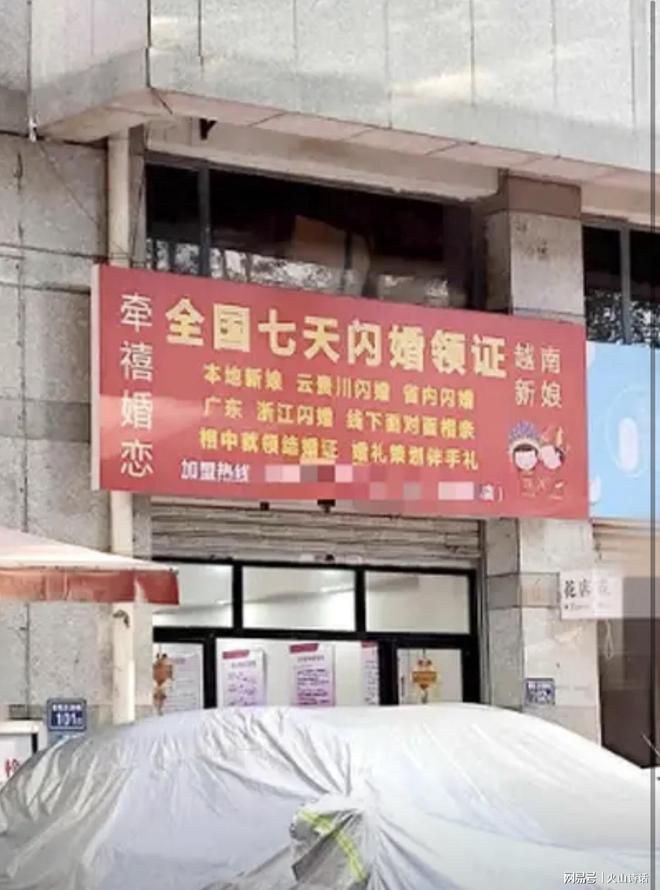 牵禧婚恋
全国七天闪婚领证
越南
新娘
本地新娘 云贵川闪婚 省内闪婚
广东 浙江闪婚 线下面对面相亲
相中就领结婚证 婚礼策划伴手礼
加盟热线
花店
101
网易号 | 火山诗话